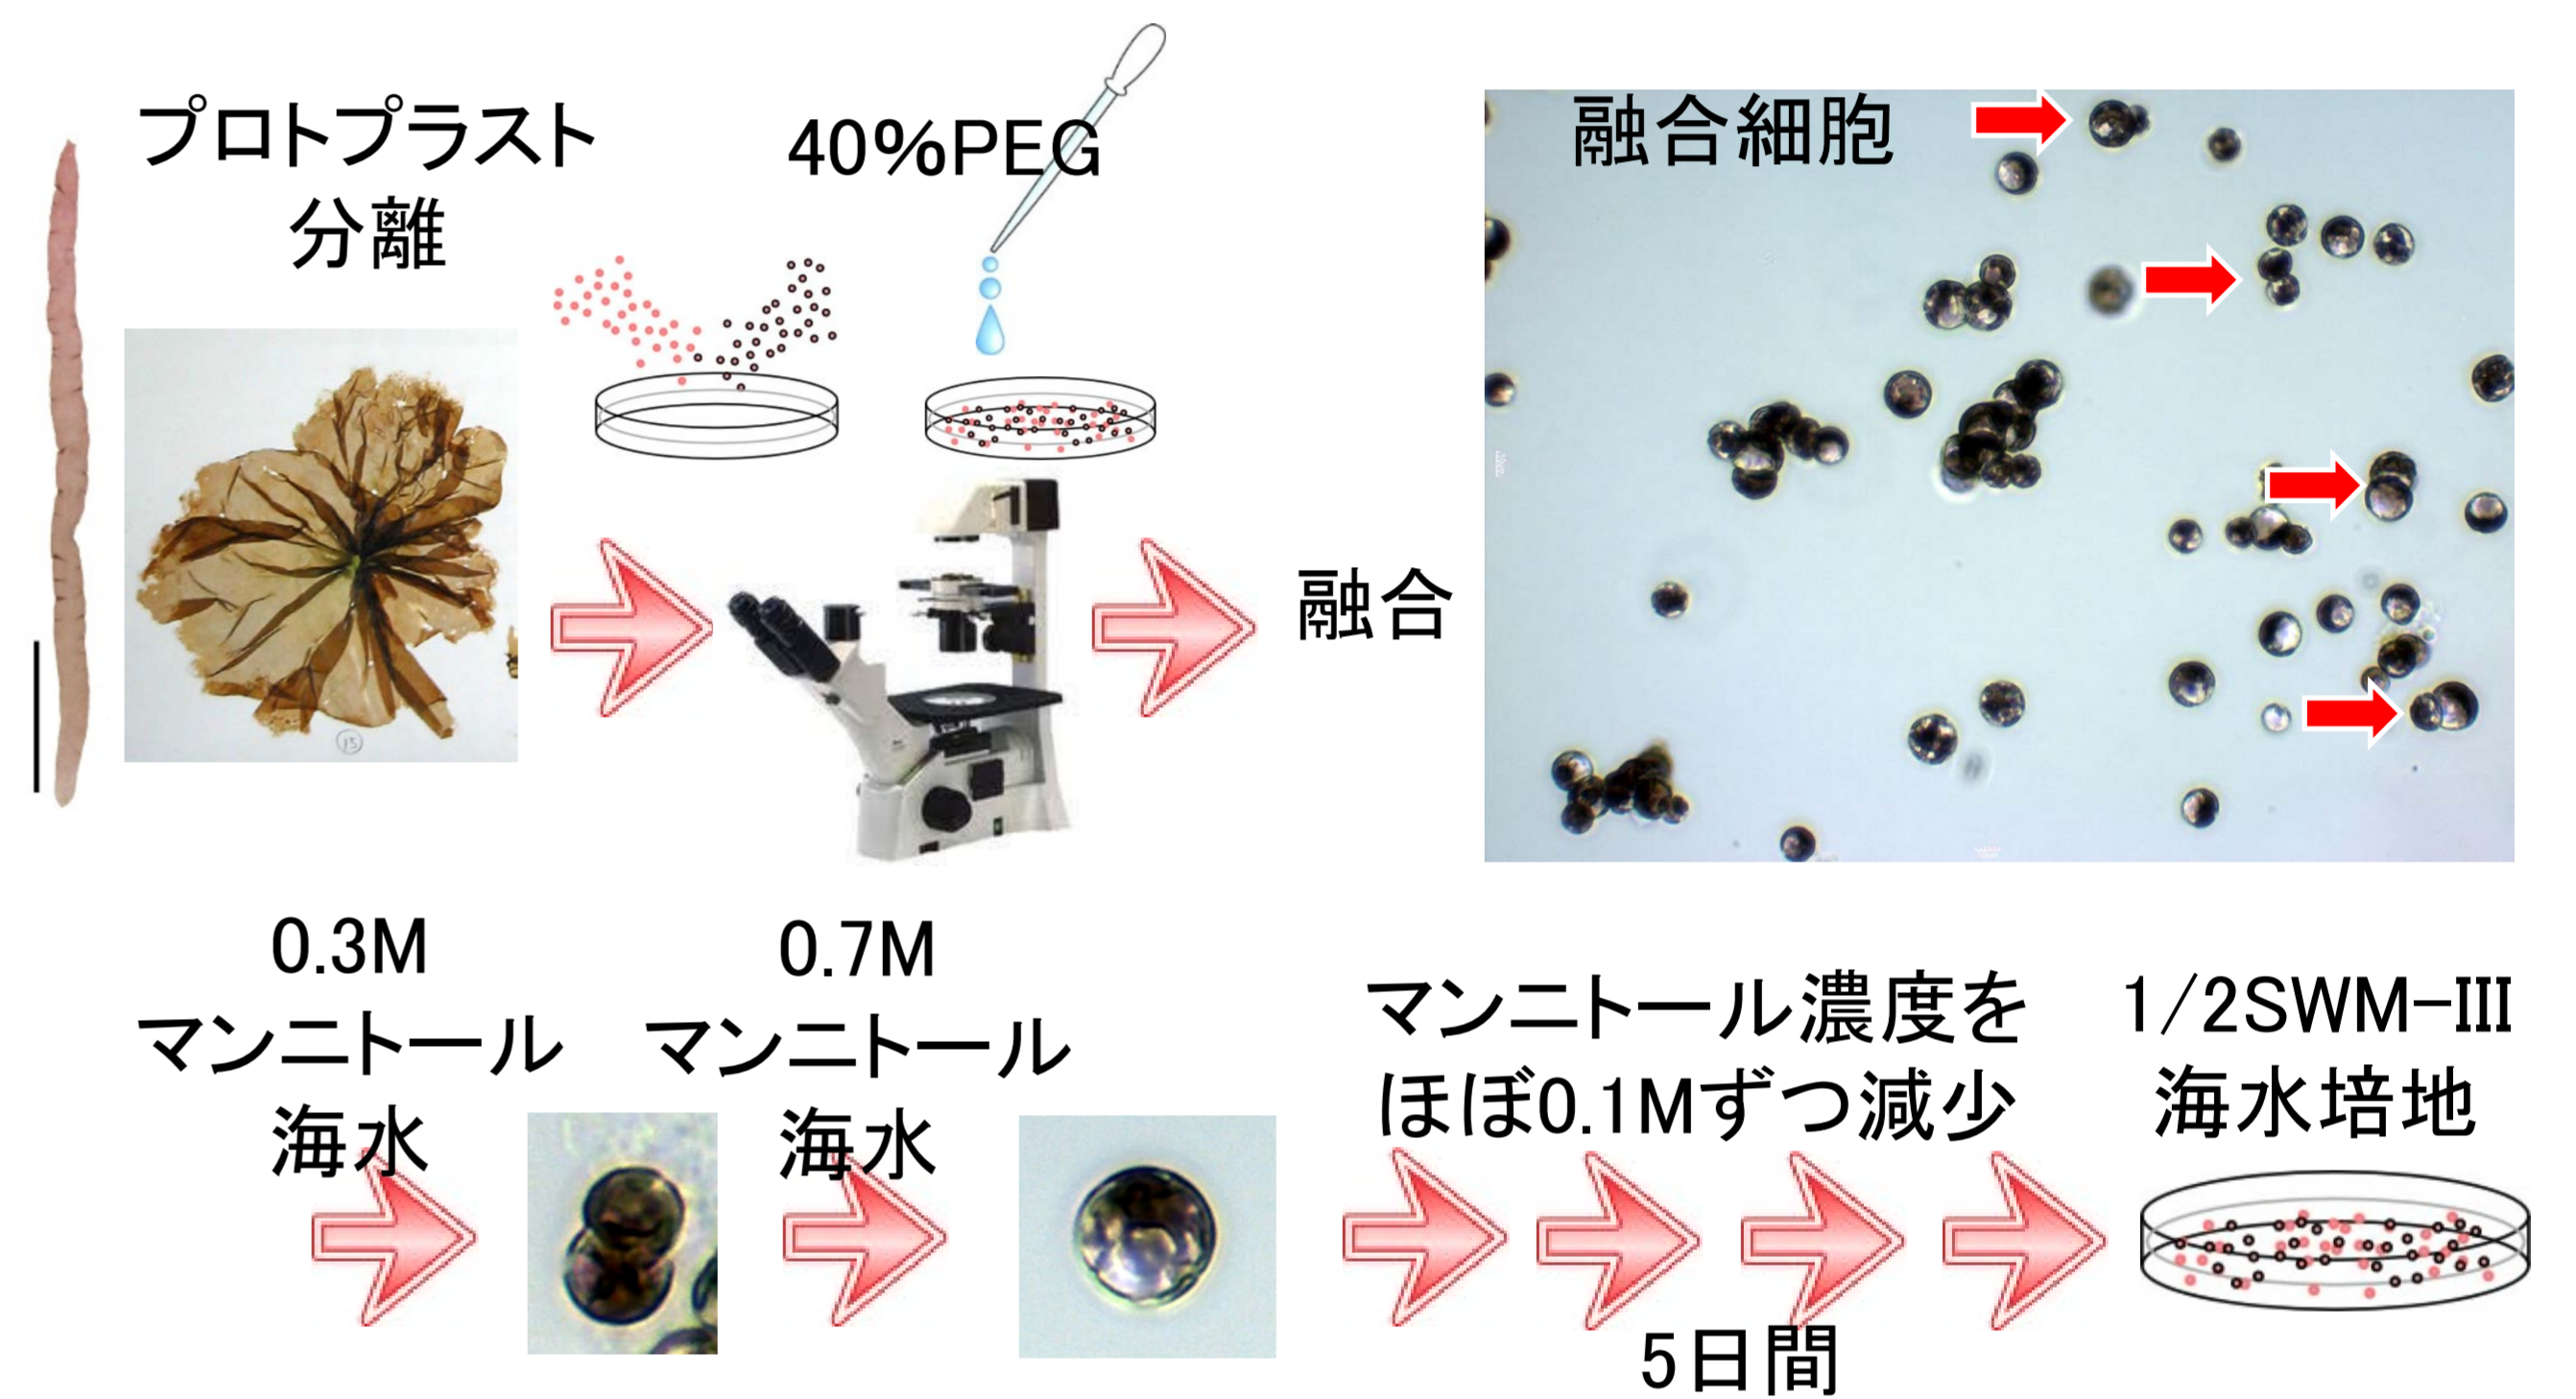 プロトプラスト
分離
40%PEG
融合
融合細胞
15
0.3M
マンニトール
海水
0.7M
マンニトール
海水
マンニトール濃度を
ほぼ0.1Mずつ減少
5日間
1/2SWM-III
海水培地